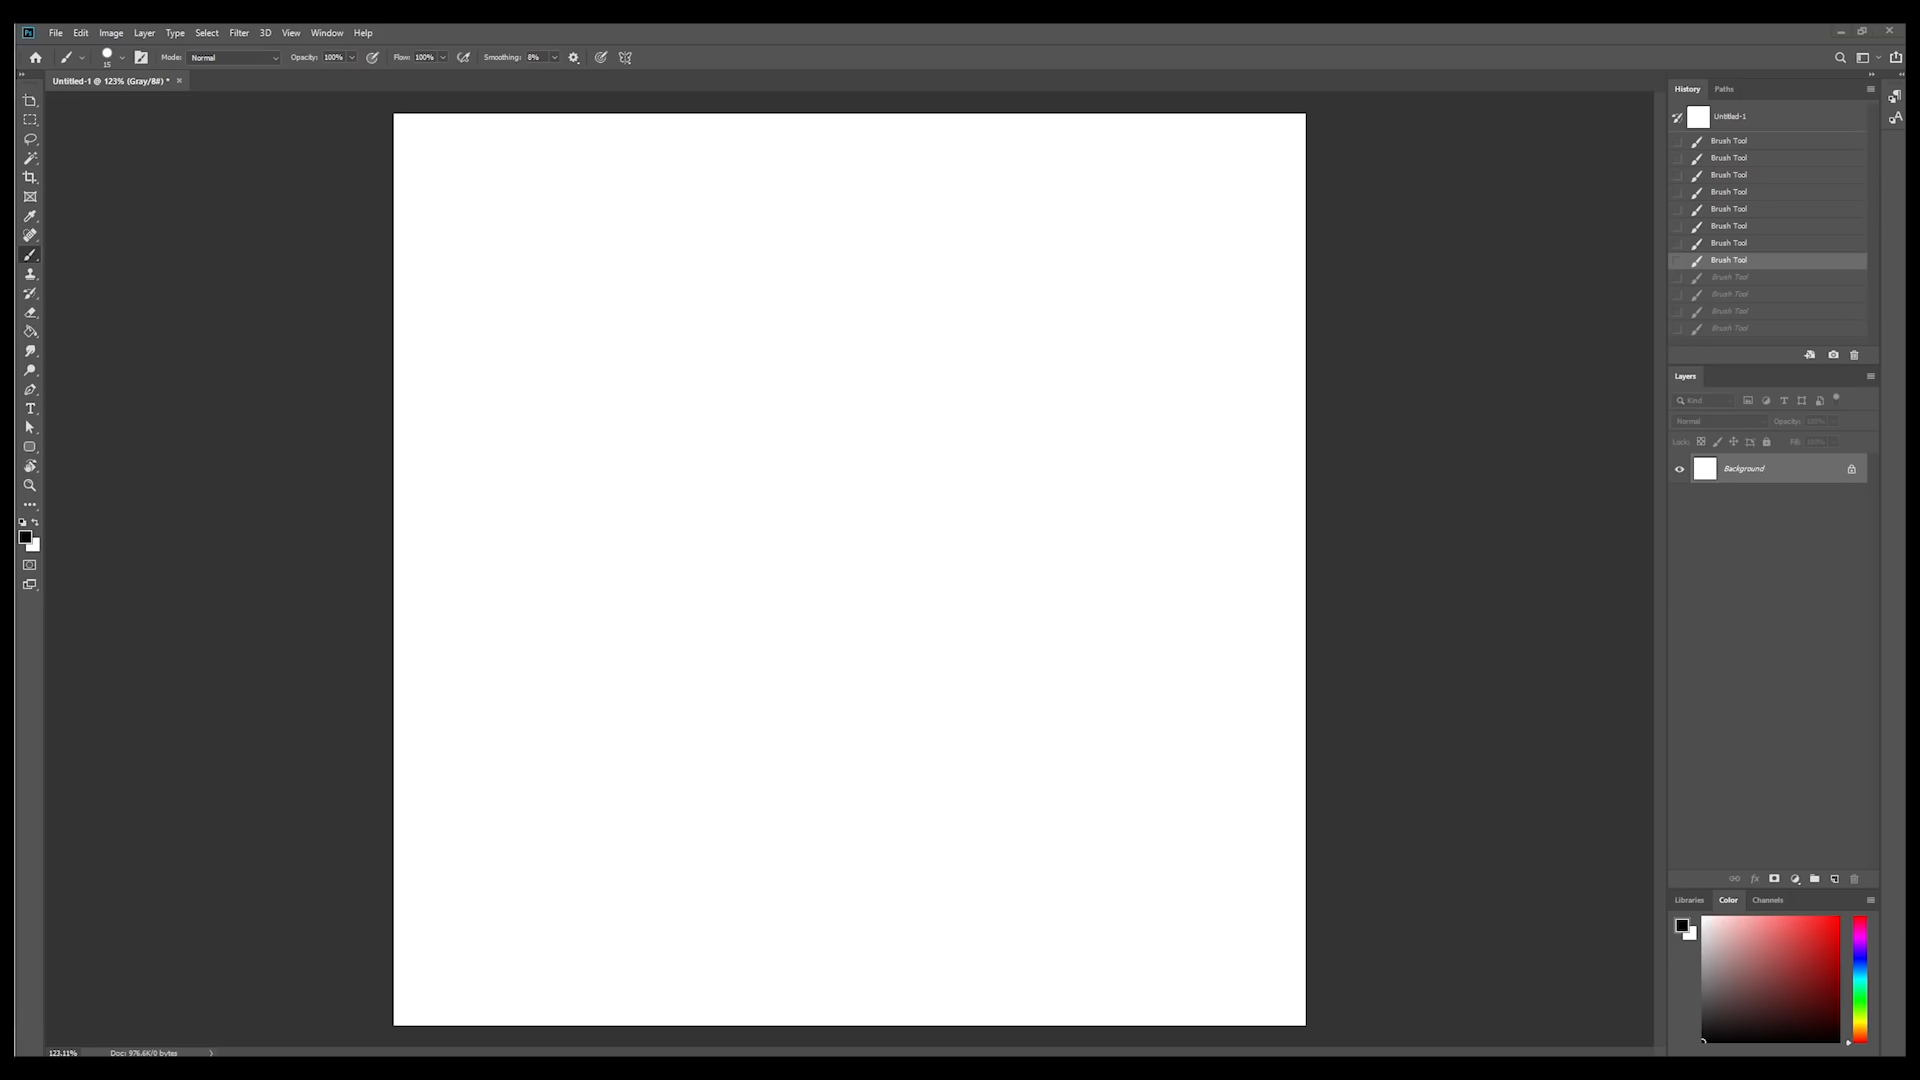 Ps File Edit Image Layer Type Select Filter 3D View Window Help
15 Mode: Normal Opacity: 100% Flow: 100% Smoothing: 8%
Untitled-1 @ 123% (Gray/8#) * ×
History Paths
Untitled-1
Brush Tool
Brush Tool
Brush Tool
Brush Tool
Brush Tool
Brush Tool
Brush Tool
Brush Tool
Brush Tool
Brush Tool
Brush Tool
Brush Tool
Layers
Kind
Normal Opacity: 100%
Lock: Fill: 100%
Background
fx
Libraries Color Channels
123.11% Doc: 976.6K/0 bytes